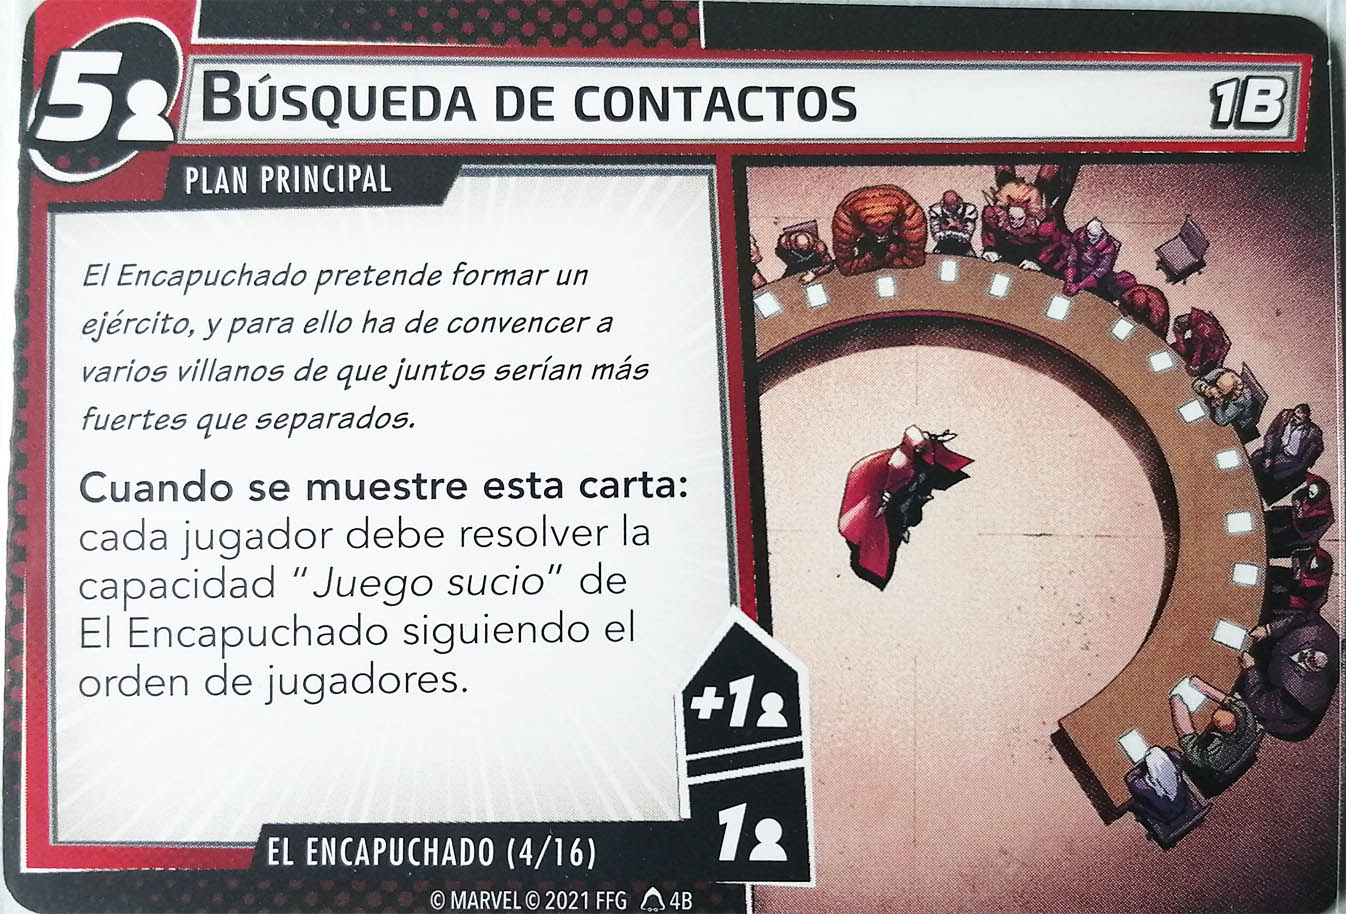 5
BÚSQUEDA DE CONTACTOS
1B
PLAN PRINCIPAL
El Encapuchado pretende formar un
ejército, y para ello ha de convencer a
varios villanos de que juntos serían más
fuertes que separados.
Cuando se muestre esta carta:
cada jugador debe resolver la
capacidad “Juego sucio” de
El Encapuchado siguiendo el
orden de jugadores.
+1
1
EL ENCAPUCHADO (4/16)
© MARVEL © 2021 FFG 4B